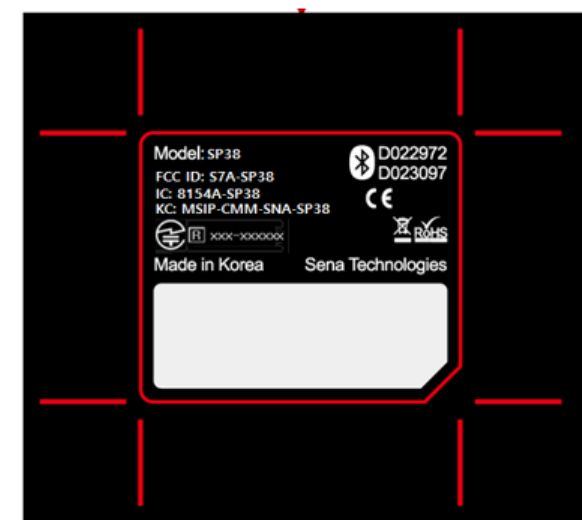 Model: SP38
D022972
D023097
FCC ID: S7A-SP38
IC: 8154A-SP38
KC: MSIP-CMM-SNA-SP38
CE
R xxx-xxxxxx
RoHS
Made in Korea
Sena Technologies